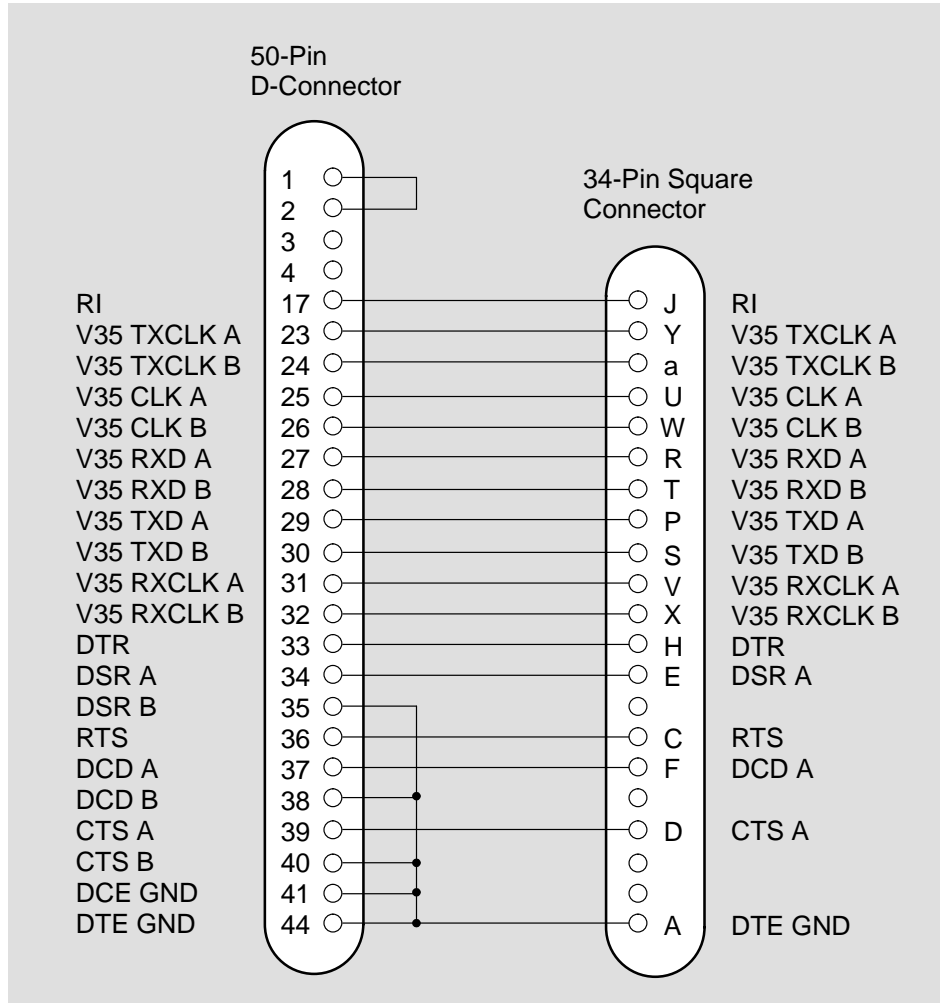 50-Pin
D-Connector
34-Pin Square
Connector
1
2
3
4
RI 17 J RI
V35 TXCLK A 23 Y V35 TXCLK A
V35 TXCLK B 24 a V35 TXCLK B
V35 CLK A 25 U V35 CLK A
V35 CLK B 26 W V35 CLK B
V35 RXD A 27 R V35 RXD A
V35 RXD B 28 T V35 RXD B
V35 TXD A 29 P V35 TXD A
V35 TXD B 30 S V35 TXD B
V35 RXCLK A 31 V V35 RXCLK A
V35 RXCLK B 32 X V35 RXCLK B
DTR 33 H DTR
DSR A 34 E DSR A
DSR B 35
RTS 36 C RTS
DCD A 37 F DCD A
DCD B 38
CTS A 39 D CTS A
CTS B 40
DCE GND 41
DTE GND 44 A DTE GND